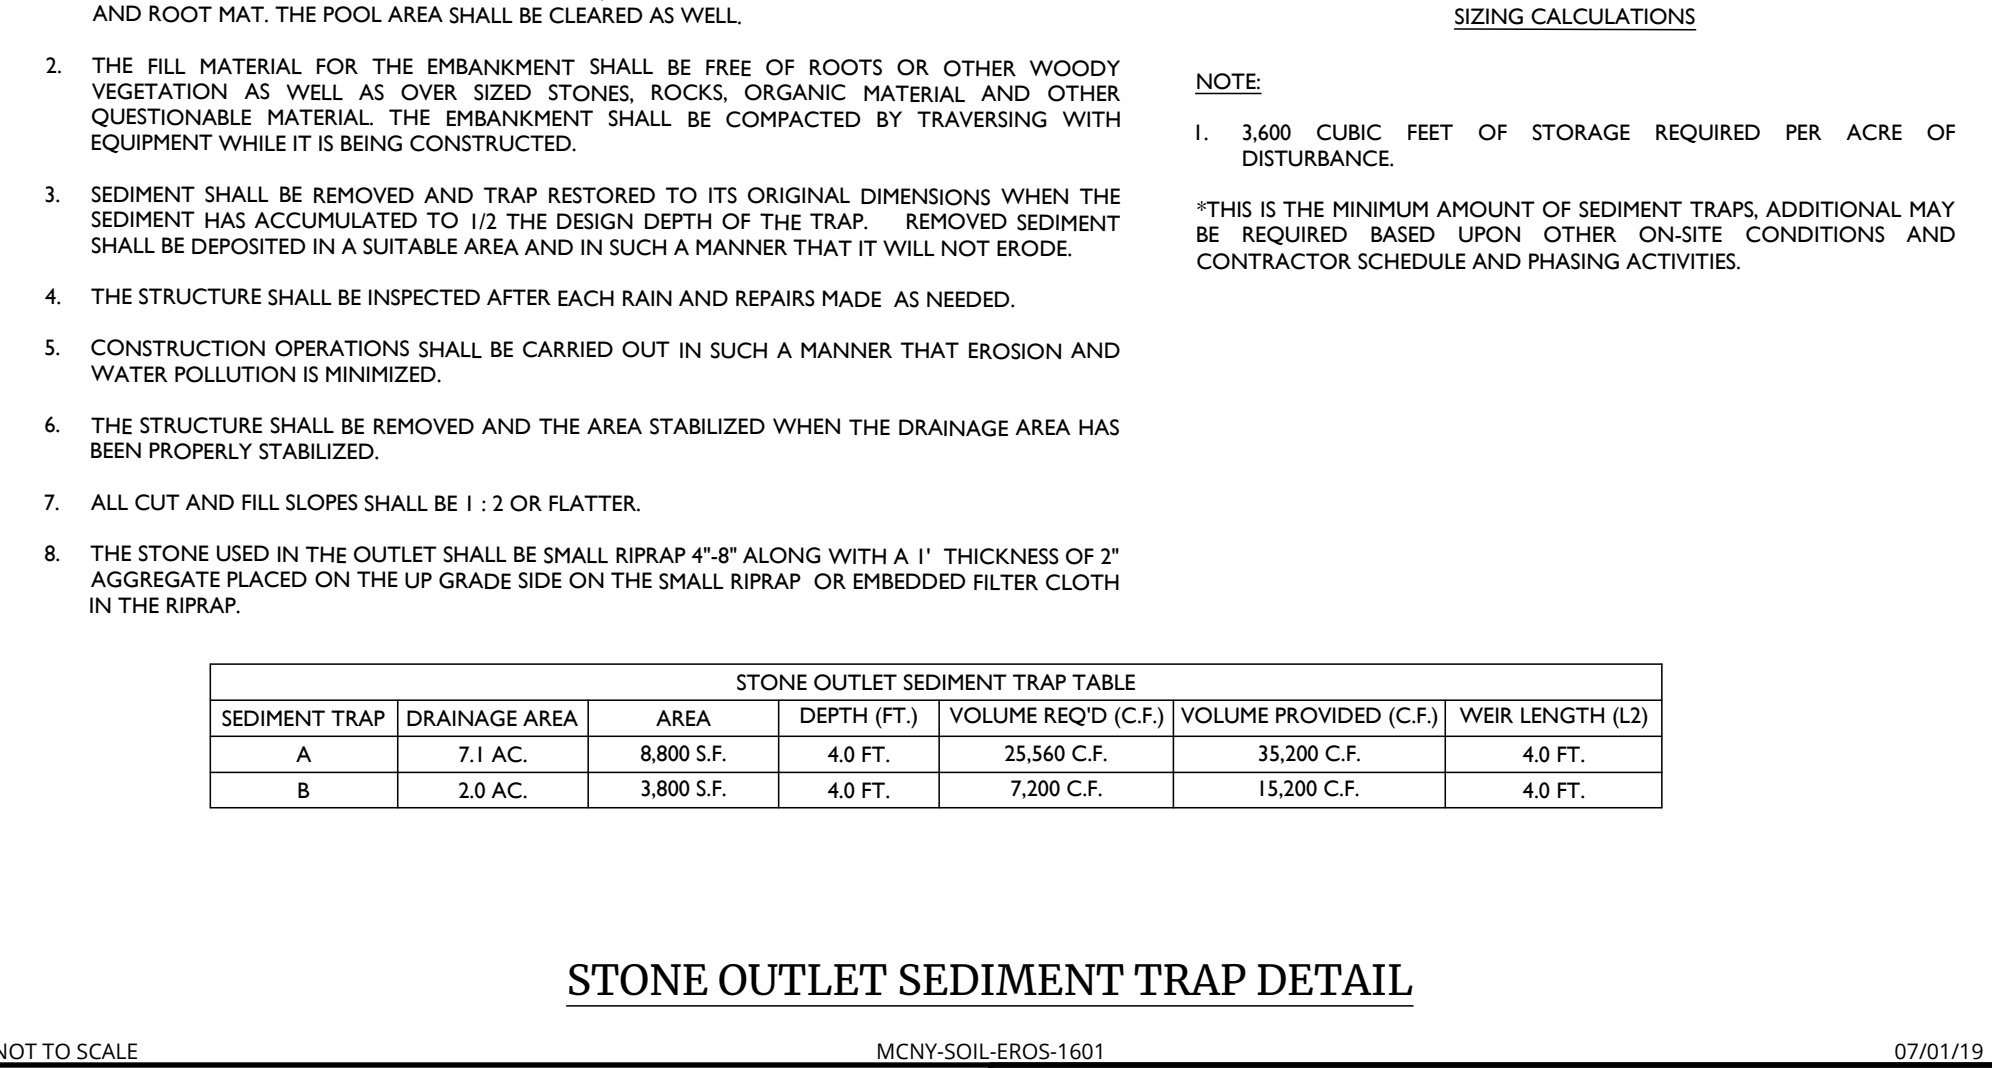 AND ROOT MAT. THE POOL AREA SHALL BE CLEARED AS WELL.
2. THE FILL MATERIAL FOR THE EMBANKMENT SHALL BE FREE OF ROOTS OR OTHER WOODY
VEGETATION AS WELL AS OVER SIZED STONES, ROCKS, ORGANIC MATERIAL AND OTHER
QUESTIONABLE MATERIAL. THE EMBANKMENT SHALL BE COMPACTED BY TRAVERSING WITH
EQUIPMENT WHILE IT IS BEING CONSTRUCTED.
3. SEDIMENT SHALL BE REMOVED AND TRAP RESTORED TO ITS ORIGINAL DIMENSIONS WHEN THE
SEDIMENT HAS ACCUMULATED TO 1/2 THE DESIGN DEPTH OF THE TRAP. REMOVED SEDIMENT
SHALL BE DEPOSITED IN A SUITABLE AREA AND IN SUCH A MANNER THAT IT WILL NOT ERODE.
4. THE STRUCTURE SHALL BE INSPECTED AFTER EACH RAIN AND REPAIRS MADE AS NEEDED.
5. CONSTRUCTION OPERATIONS SHALL BE CARRIED OUT IN SUCH A MANNER THAT EROSION AND
WATER POLLUTION IS MINIMIZED.
6. THE STRUCTURE SHALL BE REMOVED AND THE AREA STABILIZED WHEN THE DRAINAGE AREA HAS
BEEN PROPERLY STABILIZED.
7. ALL CUT AND FILL SLOPES SHALL BE 1 : 2 OR FLATTER.
8. THE STONE USED IN THE OUTLET SHALL BE SMALL RIPRAP 4"-8" ALONG WITH A 1' THICKNESS OF 2"
AGGREGATE PLACED ON THE UP GRADE SIDE ON THE SMALL RIPRAP OR EMBEDDED FILTER CLOTH
IN THE RIPRAP.
SIZING CALCULATIONS
NOTE:
1. 3,600 CUBIC FEET OF STORAGE REQUIRED PER ACRE OF
DISTURBANCE.
*THIS IS THE MINIMUM AMOUNT OF SEDIMENT TRAPS, ADDITIONAL MAY
BE REQUIRED BASED UPON OTHER ON-SITE CONDITIONS AND
CONTRACTOR SCHEDULE AND PHASING ACTIVITIES.
STONE OUTLET SEDIMENT TRAP TABLE
SEDIMENT TRAP DRAINAGE AREA AREA DEPTH (FT.) VOLUME REQ'D (C.F.) VOLUME PROVIDED (C.F.) WEIR LENGTH (L2)
A 7.1 AC. 8,800 S.F. 4.0 FT. 25,560 C.F. 35,200 C.F. 4.0 FT.
B 2.0 AC. 3,800 S.F. 4.0 FT. 7,200 C.F. 15,200 C.F. 4.0 FT.
STONE OUTLET SEDIMENT TRAP DETAIL
NOT TO SCALE MCNY-SOIL-EROS-1601 07/01/19